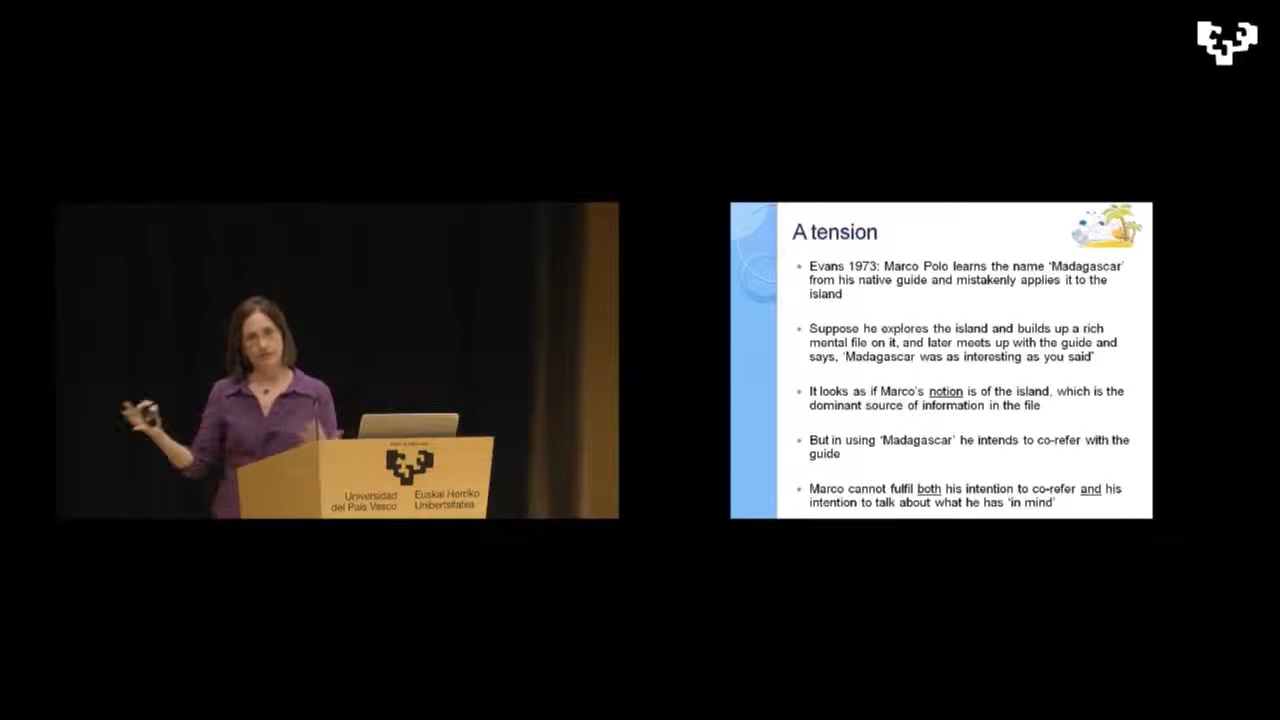 A tension
Evans 1973: Marco Polo learns the name ‘Madagascar’
from his native guide and mistakenly applies it to the
island
Suppose he explores the island and builds up a rich
mental file on it, and later meets up with the guide and
says, ‘Madagascar was as interesting as you said’
It looks as if Marco’s notion is of the island, which is the
dominant source of information in the file
But in using ‘Madagascar’ he intends to co-refer with the
guide
Marco cannot fulfil both his intention to co-refer and his
intention to talk about what he has ‘in mind’
Universidad
del País Vasco
Euskal Herriko
Unibertsitatea